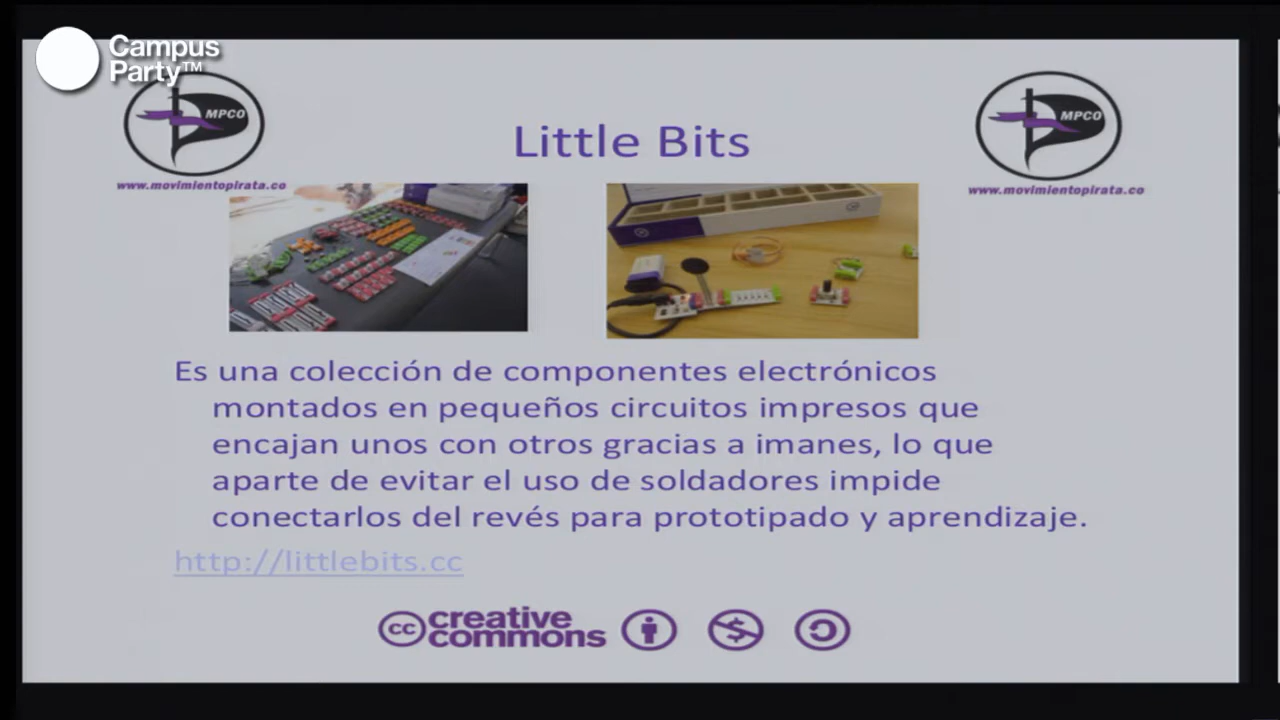 Campus
Party™
MPCO
www.movimientopirata.co
MPCO
www.movimientopirata.co
Little Bits
Es una colección de componentes electrónicos
montados en pequeños circuitos impresos que
encajan unos con otros gracias a imanes, lo que
aparte de evitar el uso de soldadores impide
conectarlos del revés para prototipado y aprendizaje.
http://littlebits.cc
cc creative
commons